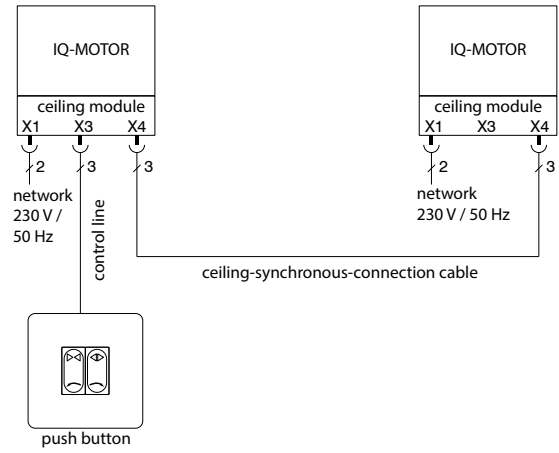 IQ-MOTOR
ceiling module
X1 X3 X4
2 3 3
network
230 V /
50 Hz
control line
IQ-MOTOR
ceiling module
X1 X3 X4
2 3
network
230 V / 50 Hz
ceiling-synchronous-connection cable
push button